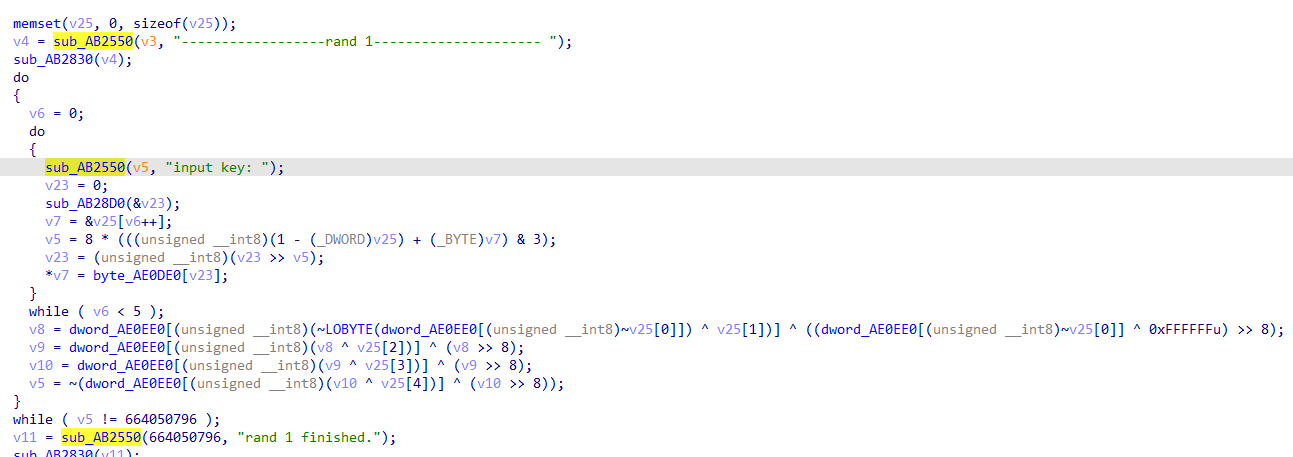 memset(v25, 0, sizeof(v25));
v4 = sub_AB2550(v3, "------------------rand 1--------------------- ");
sub_AB2830(v4);
do
{
v6 = 0;
do
{
sub_AB2550(v5, "input key: ");
v23 = 0;
sub_AB28D0(&v23);
v7 = &v25[v6++];
v5 = 8 * (((unsigned __int8)(1 - (_DWORD)v25) + (_BYTE)v7) & 3);
v23 = (unsigned __int8)(v23 >> v5);
*v7 = byte_AE0DE0[v23];
}
while ( v6 < 5 );
v8 = dword_AE0EE0[(unsigned __int8)(~LOBYTE(dword_AE0EE0[(unsigned __int8)~v25[0]]) ^ v25[1])] ^ ((dword_AE0EE0[(unsigned __int8)~v25[0]] ^ 0xFFFFFFu) >> 8);
v9 = dword_AE0EE0[(unsigned __int8)(v8 ^ v25[2])] ^ (v8 >> 8);
v10 = dword_AE0EE0[(unsigned __int8)(v9 ^ v25[3])] ^ (v9 >> 8);
v5 = ~(dword_AE0EE0[(unsigned __int8)(v10 ^ v25[4])] ^ (v10 >> 8));
}
while ( v5 != 664050796 );
v11 = sub_AB2550(664050796, "rand 1 finished.");
sub_AB2830(v11);